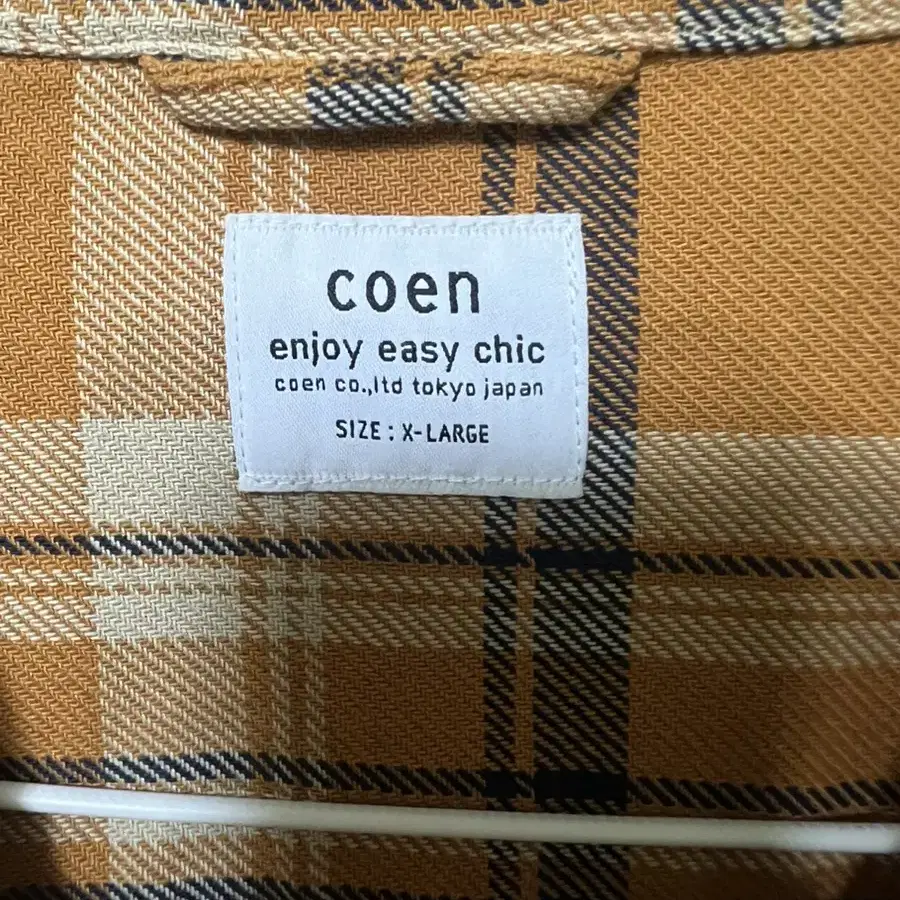 coen
enjoy easy chic
coen co.,ltd tokyo japan
SIZE : X-LARGE